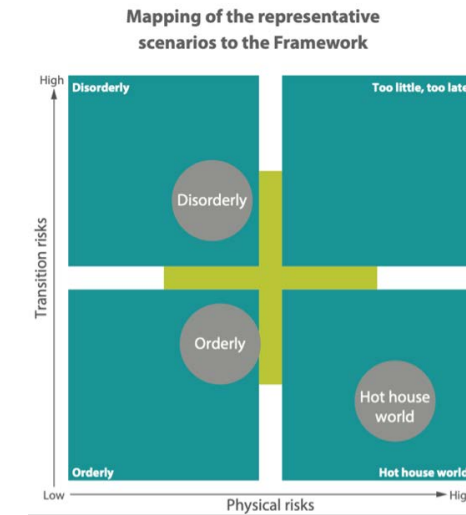 Mapping of the representative
scenarios to the Framework
High
Disorderly
Too little, too late
Disorderly
Transition risks
Orderly
Hot house
world
Orderly
Hot house world
Low
Hig
Physical risks